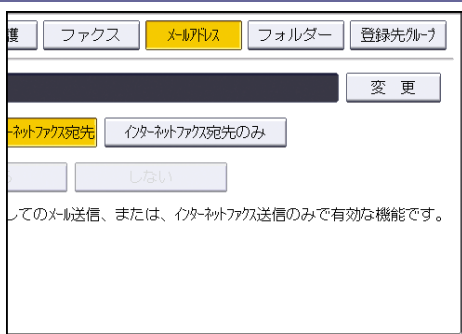 護 ファクス メールアドレス フォルダー 登録先グループ
変 更
ーネットファクス宛先 インターネットファクス宛先のみ
る しない
してのメール送信、または、インターネットファクス送信のみで有効な機能です。